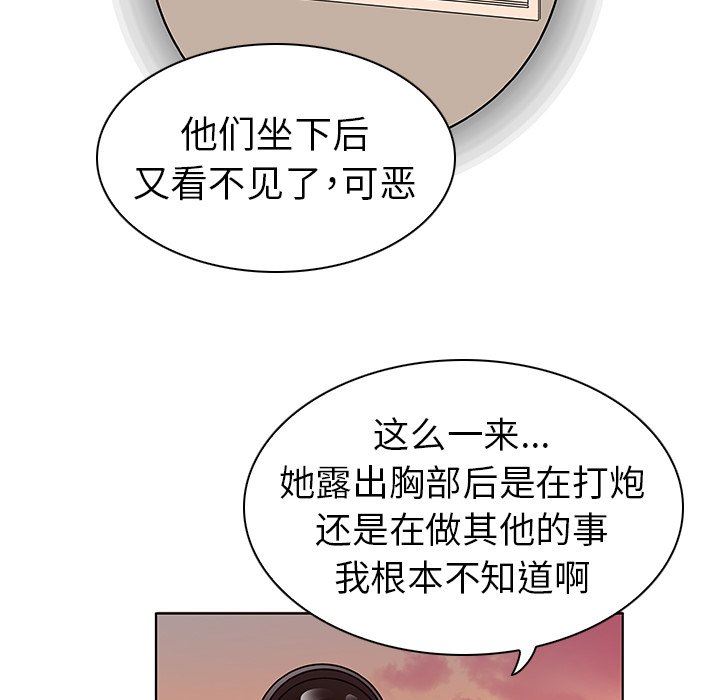 他们坐下后
又看不见了，可恶
这么一来...
她露出胸部后是在打炮
还是在做其他的事
我根本不知道啊